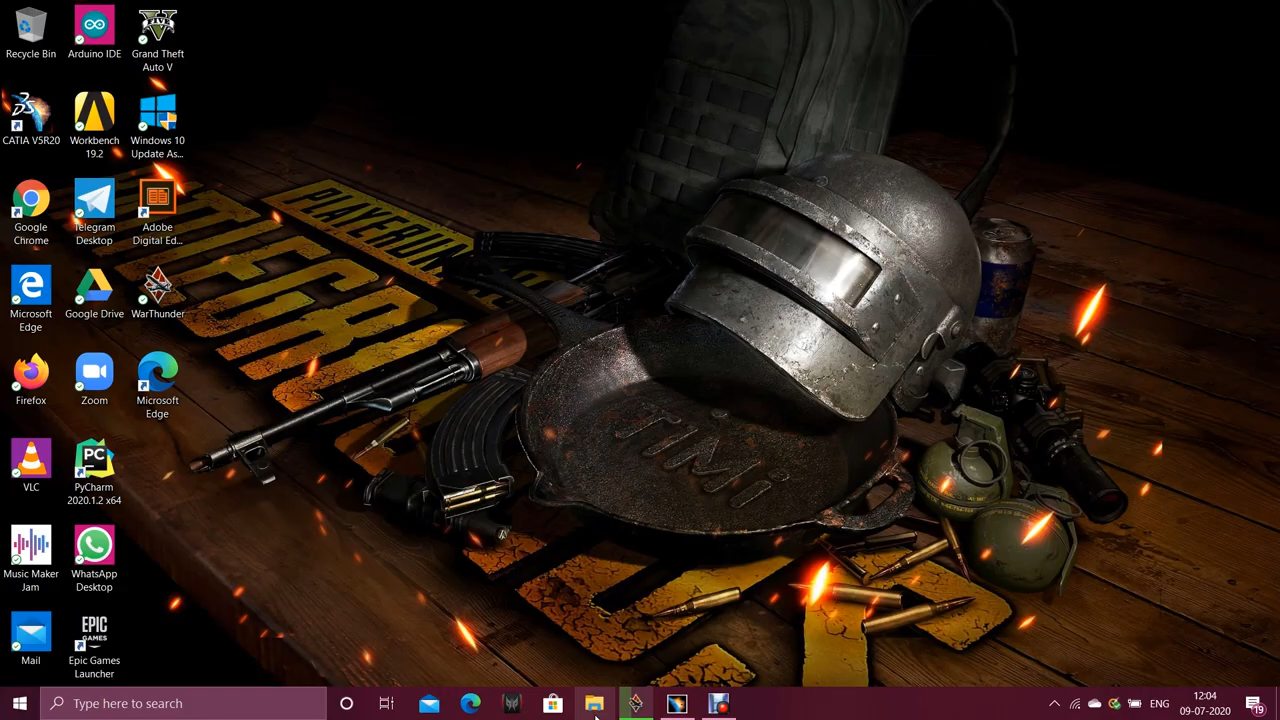 Recycle Bin
Arduino IDE
Grand Theft
Auto V
CATIA V5R20
Workbench
19.2
Windows 10
Update As...
Google
Chrome
Telegram
Desktop
Adobe
Digital Ed...
Microsoft
Edge
Google Drive
WarThunder
Firefox
Zoom
Microsoft
Edge
VLC
PC
PyCharm
2020.1.2 x64
Music Maker
Jam
WhatsApp
Desktop
Mail
EPIC
GAMES
Epic Games
Launcher
TIMI
Type here to search
ENG
12:04
09-07-2020
19